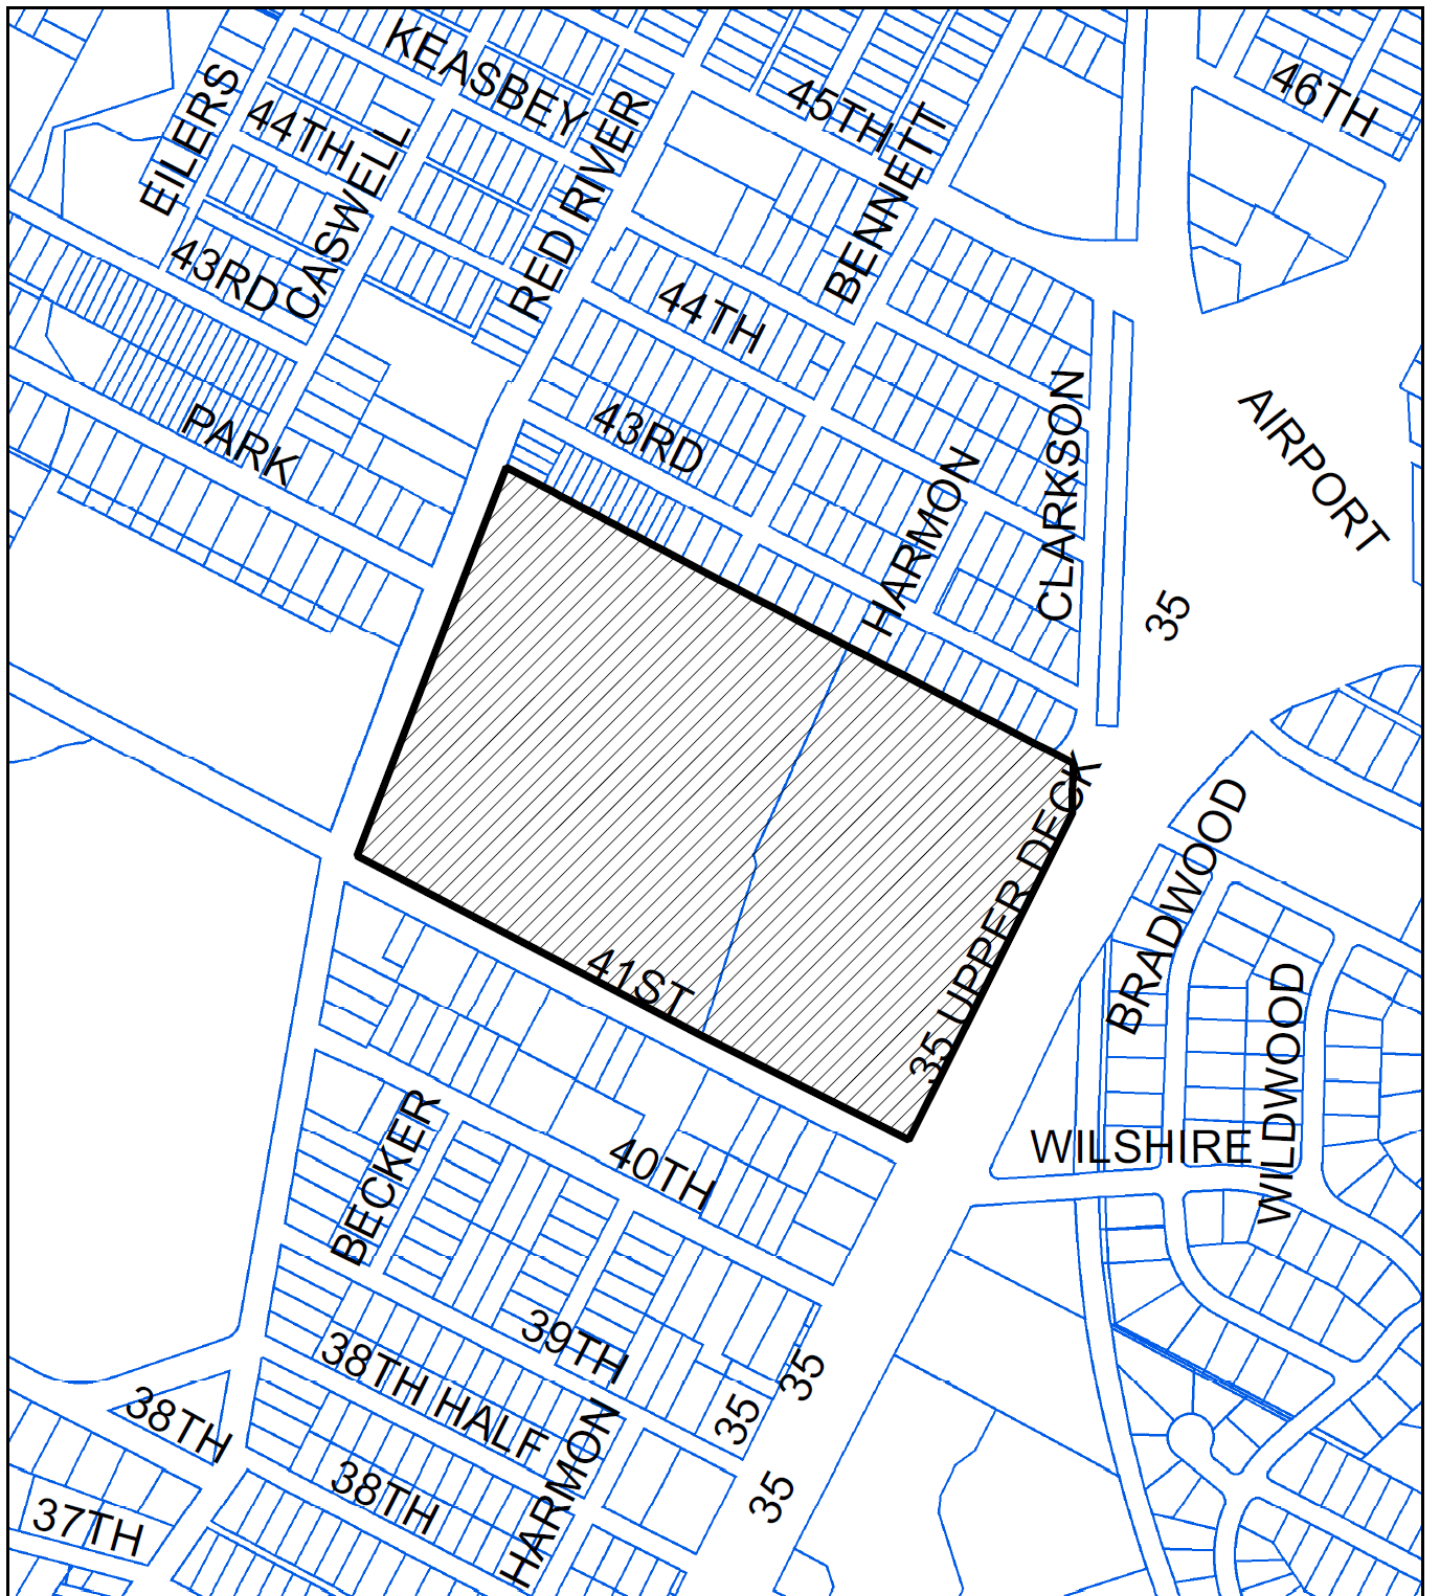 KEASBEY
46TH
EILERS
44TH
45TH
CASWELL
RED RIVER
BENNETT
43RD
44TH
PARK
43RD
CLARKSON
AIRPORT
HARMON
35
35 UPPER DECK
BRADWOOD
41ST
WILDWOOD
BECKER
40TH
WILSHIRE
39TH
38TH HALF
35
35
38TH
HARMON
38TH
35
37TH